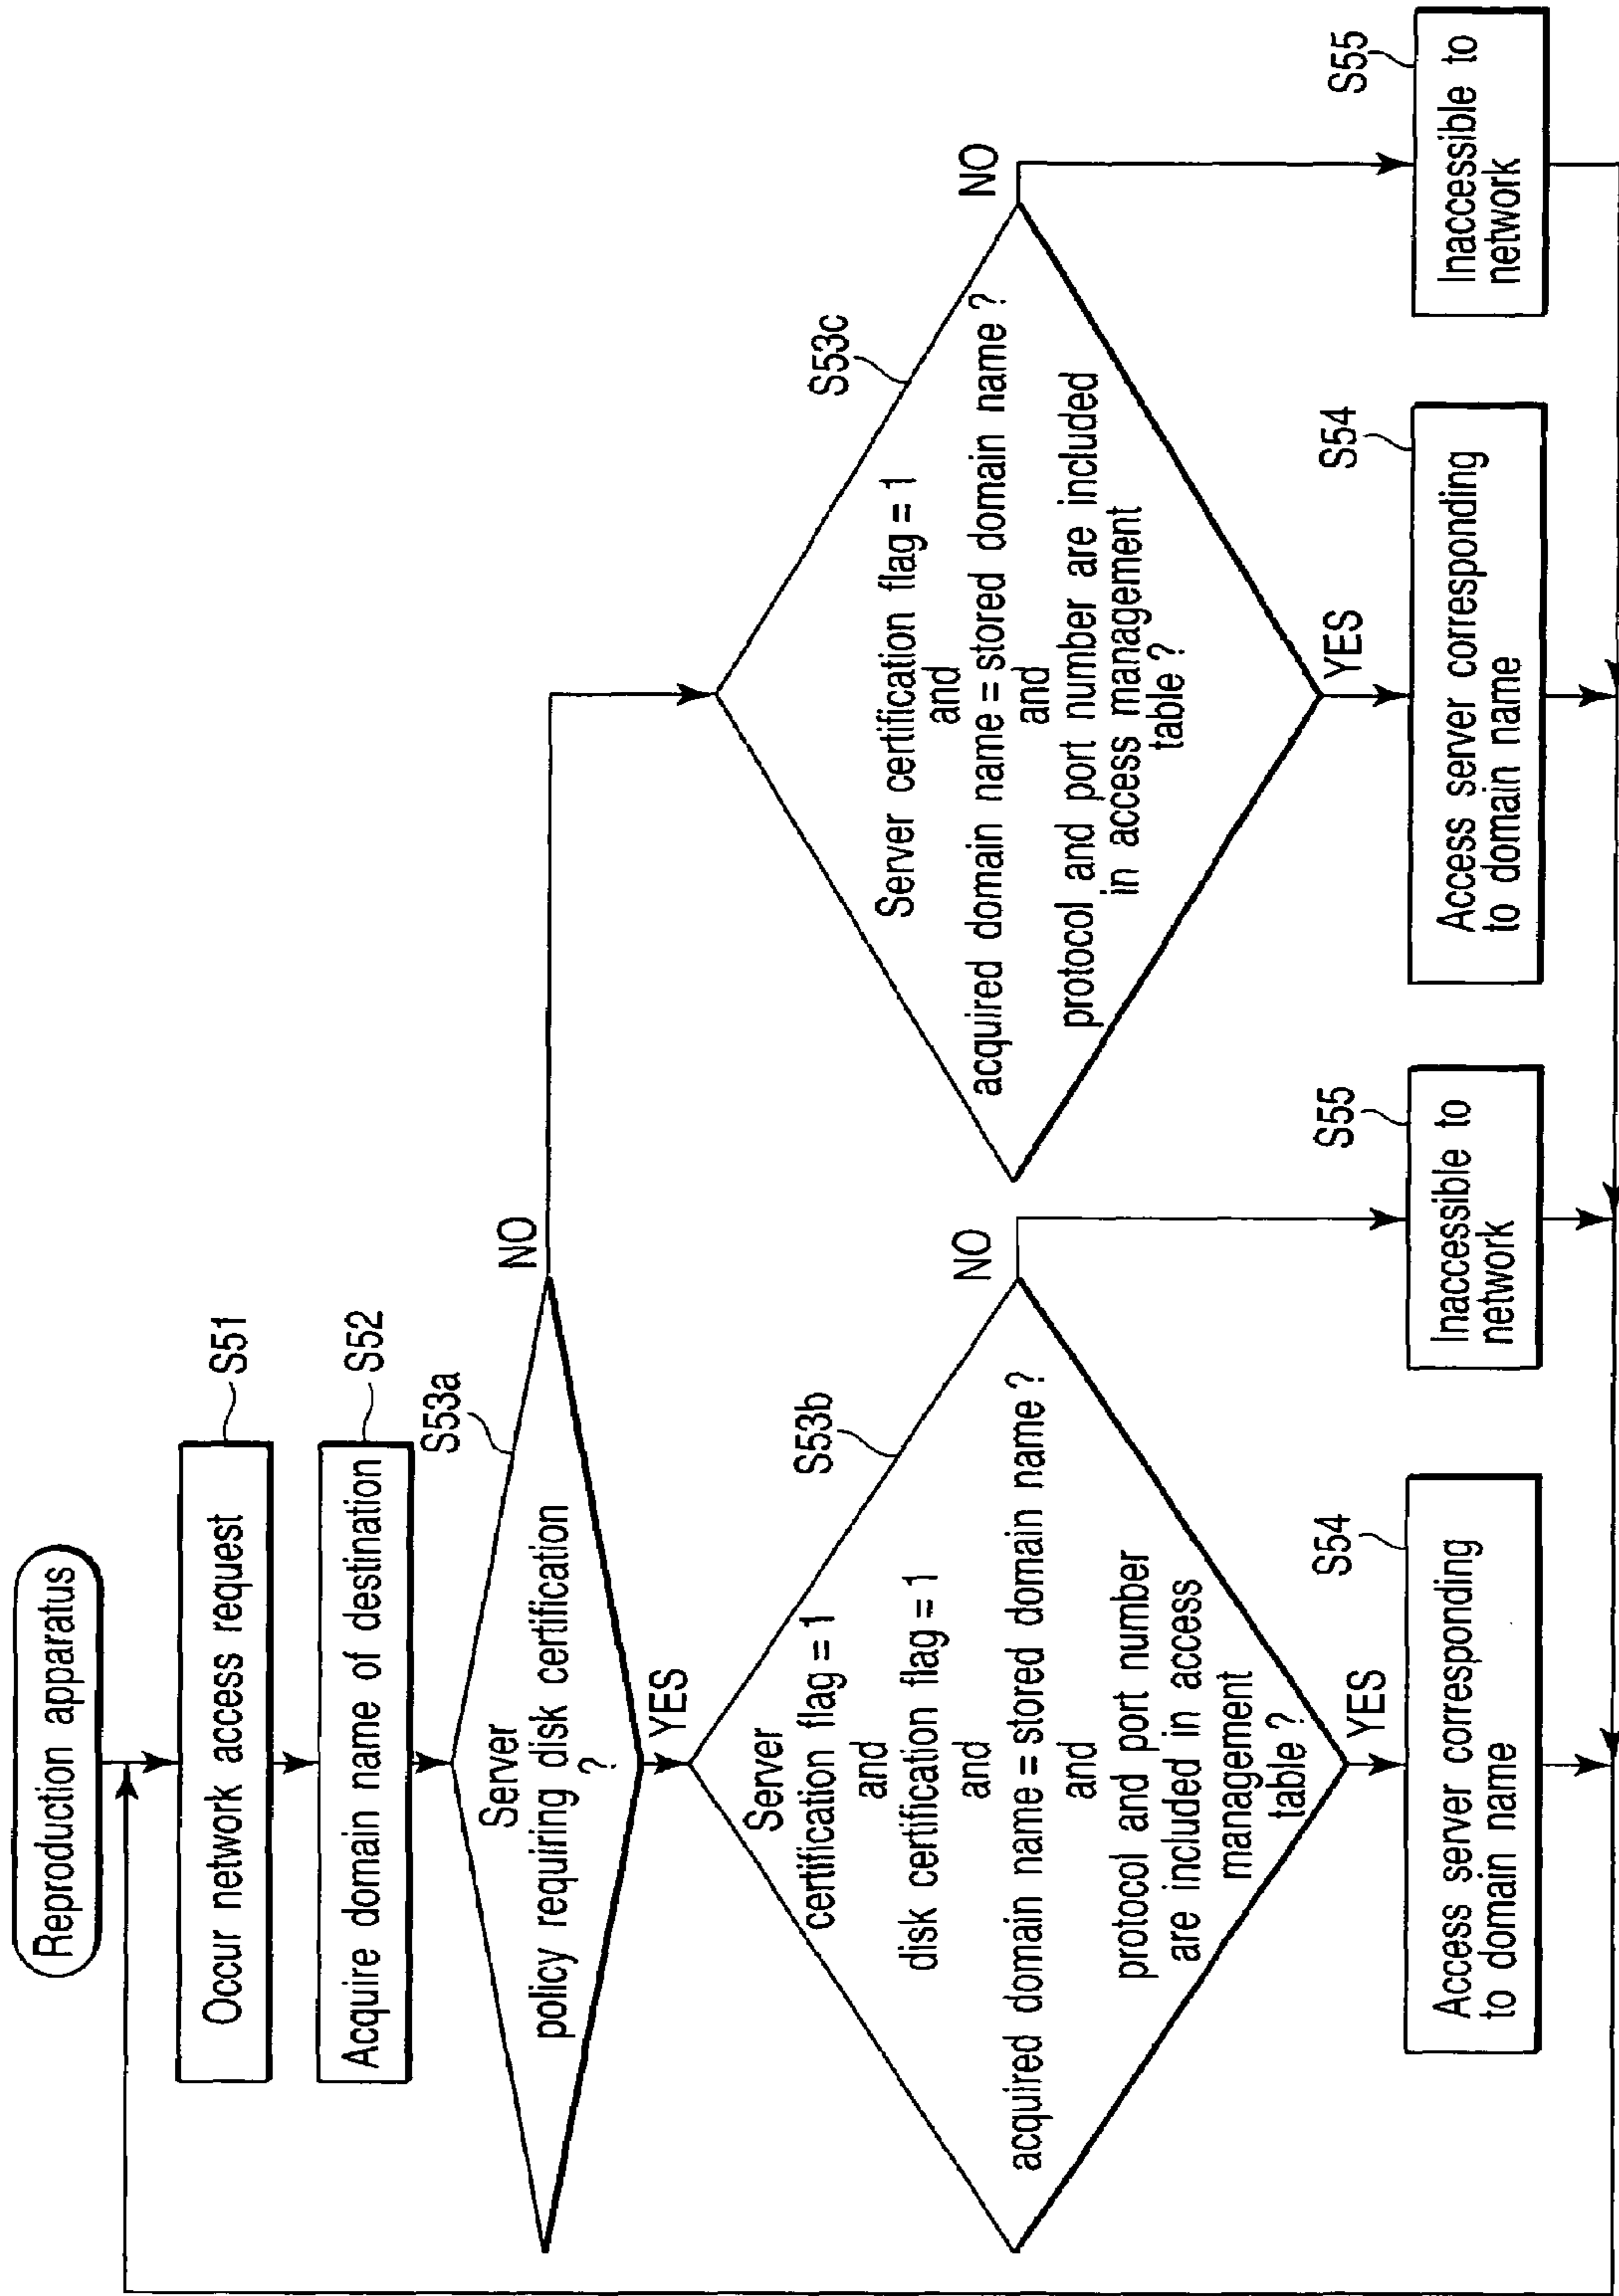 Reproduction apparatus
Occur network access request
S51
Acquire domain name of destination
S52
Server
policy requiring disk certification
?
S53a
NO
YES
Server
certification flag = 1
and
disk certification flag = 1
and
acquired domain name = stored domain name ?
and
protocol and port number
are included in access
management
table ?
S53b
NO
YES
Server certification flag = 1
and
acquired domain name = stored domain name ?
and
protocol and port number are included
in access management
table ?
S53c
NO
YES
Access server corresponding
to domain name
S54
Inaccessible to
network
S55
Access server corresponding
to domain name
S54
Inaccessible to
network
S55